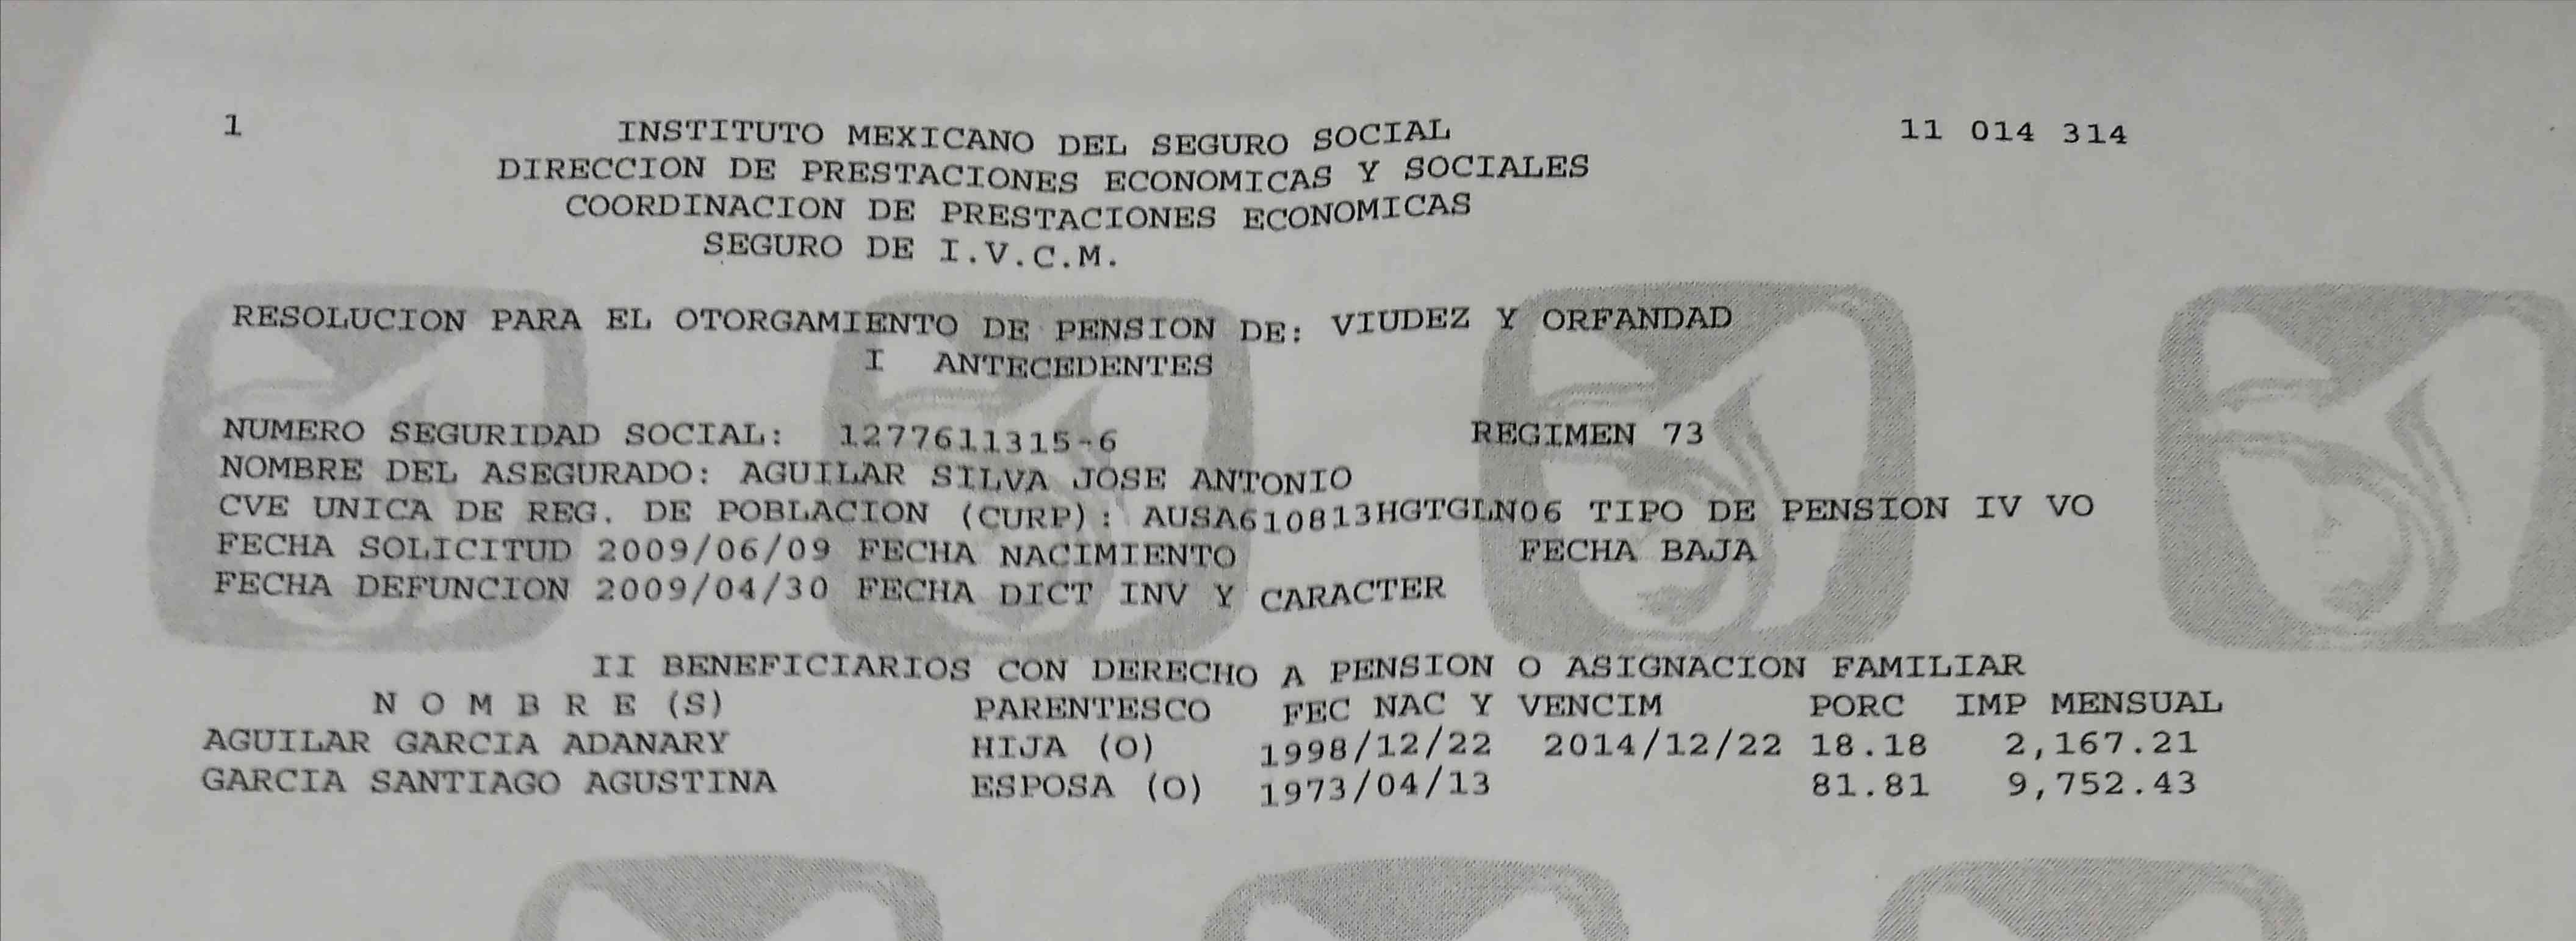 1 INSTITUTO MEXICANO DEL SEGURO SOCIAL 11 014 314
DIRECCION DE PRESTACIONES ECONOMICAS Y SOCIALES
COORDINACION DE PRESTACIONES ECONOMICAS
SEGURO DE I.V.C.M.
RESOLUCION PARA EL OTORGAMIENTO DE PENSION DE: VIUDEZ Y ORFANDAD
I ANTECEDENTES
NUMERO SEGURIDAD SOCIAL: 1277611315-6 REGIMEN 73
NOMBRE DEL ASEGURADO: AGUILAR SILVA JOSE ANTONIO
CVE UNICA DE REG. DE POBLACION (CURP): AUSA610813HGTGLN06 TIPO DE PENSION IV VO
FECHA SOLICITUD 2009/06/09 FECHA NACIMIENTO FECHA BAJA
FECHA DEFUNCION 2009/04/30 FECHA DICT INV Y CARACTER
II BENEFICIARIOS CON DERECHO A PENSION O ASIGNACION FAMILIAR
N O M B R E (S) PARENTESCO FEC NAC Y VENCIM PORC IMP MENSUAL
AGUILAR GARCIA ADANARY HIJA (O) 1998/12/22 2014/12/22 18.18 2,167.21
GARCIA SANTIAGO AGUSTINA ESPOSA (O) 1973/04/13 81.81 9,752.43